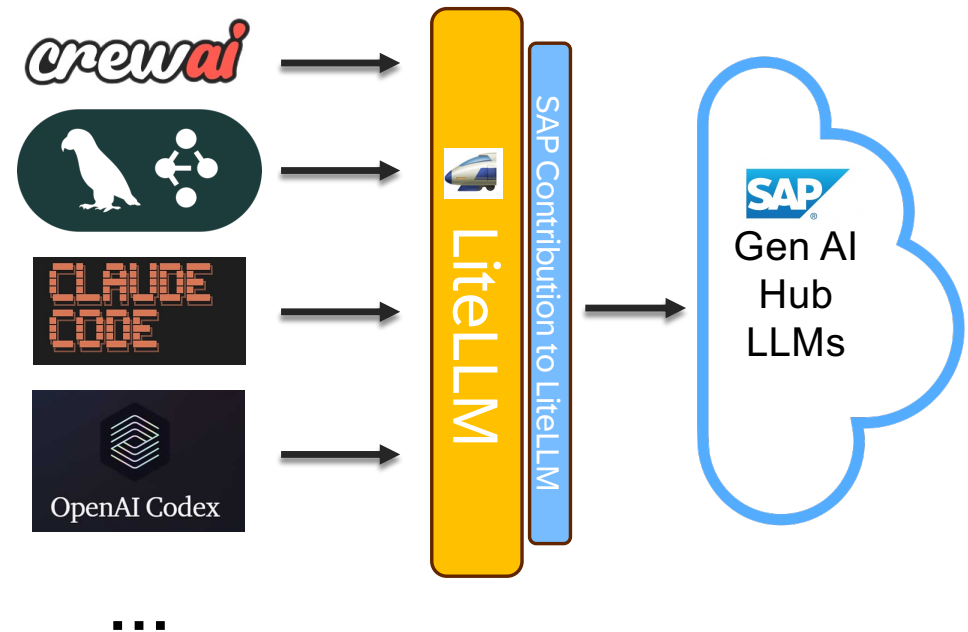 crewai
CLAUDE
CODE
OpenAI Codex
...
LiteLLM
SAP Contribution to LiteLLM
SAP®
Gen AI
Hub
LLMs